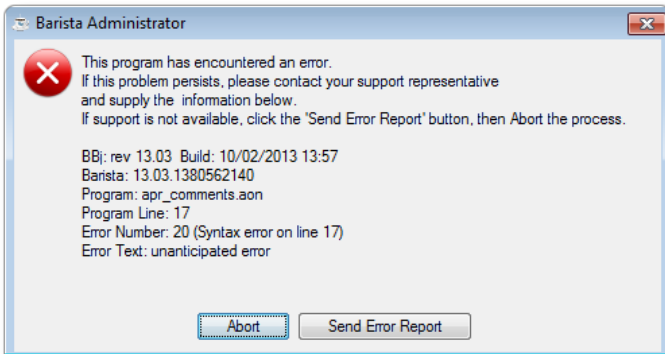 Barista Administrator
This program has encountered an error.
If this problem persists, please contact your support representative
and supply the information below.
If support is not available, click the "Send Error Report" button, then Abort the process.
BBj: rev 13.03 Build: 10/02/2013 13:57
Barista: 13.03.1380562140
Program: apr_comments.aon
Program Line: 17
Error Number: 20 (Syntax error on line 17)
Error Text: unanticipated error
Abort Send Error Report